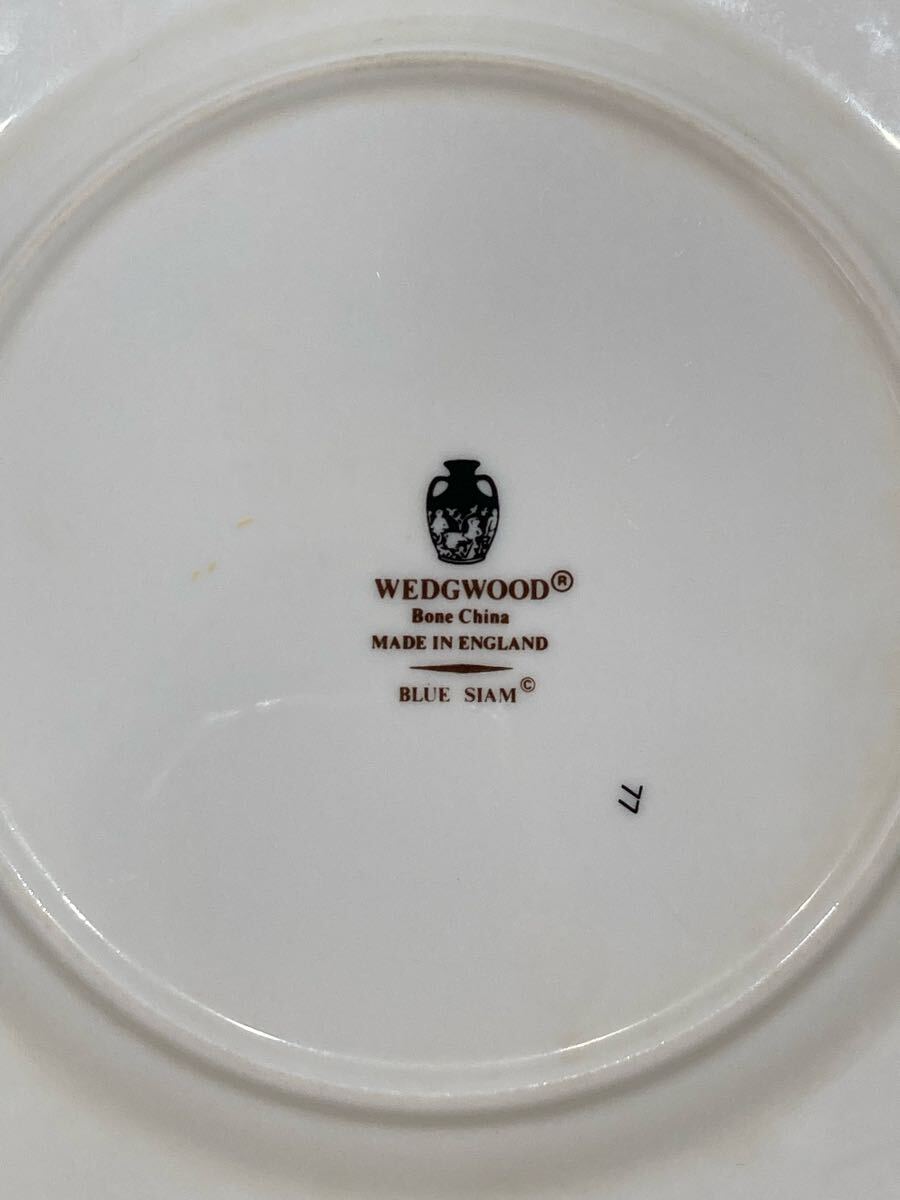 WEDGWOOD®
Bone China
MADE IN ENGLAND
BLUE SIAM©
77